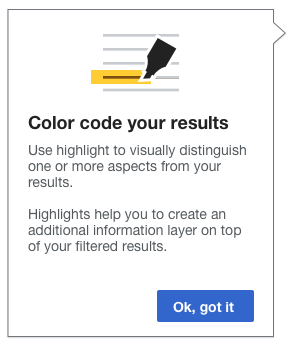 Color code your results
Use highlight to visually distinguish
one or more aspects from your
results.
Highlights help you to create an
additional information layer on top
of your filtered results.
Ok, got it